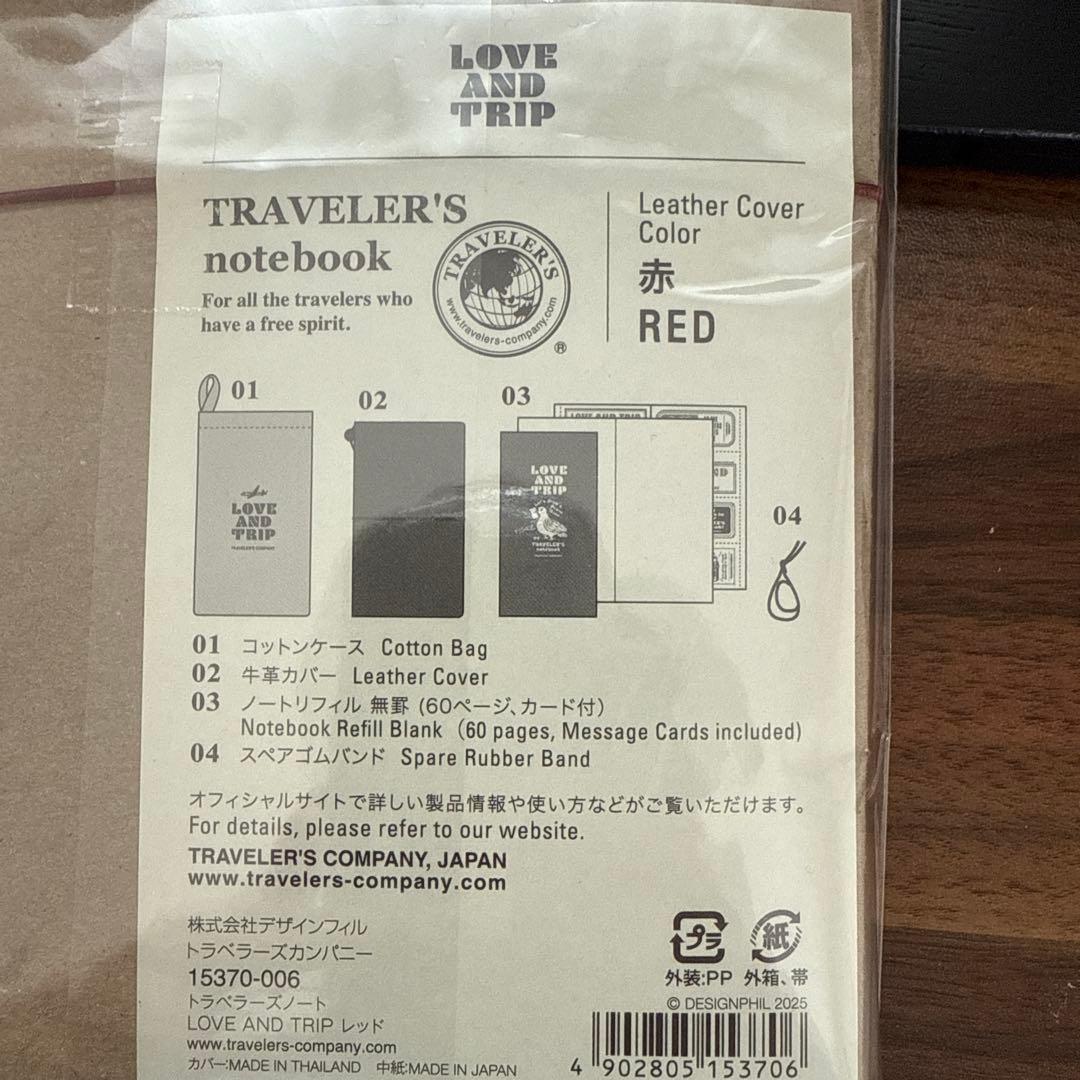 LOVE
AND
TRIP
TRAVELER'S
notebook
For all the travelers who
have a free spirit.
TRAVELER'S
www.travelers-company.com
®
Leather Cover
Color
赤
RED
01
02
03
04
LOVE
AND
TRIP
TRAVELER'S COMPANY
LOVE
AND
TRIP
TRAVELER'S
notebook
LOVE AND TRIP
01 コットンケース Cotton Bag
02 牛革カバー Leather Cover
03 ノートリフィル 無罫 (60ページ、カード付)
Notebook Refill Blank (60 pages, Message Cards included)
04 スペアゴムバンド Spare Rubber Band
オフィシャルサイトで詳しい製品情報や使い方などがご覧いただけます。
For details, please refer to our website.
TRAVELER'S COMPANY, JAPAN
www.travelers-company.com
株式会社デザインフィル
トラベラーズカンパニー
15370-006
トラベラーズノート
LOVE AND TRIP レッド
www.travelers-company.com
カバー:MADE IN THAILAND 中紙:MADE IN JAPAN
プラ
紙
外装:PP 外箱、帯
© DESIGNPHIL 2025
4 902805 153706